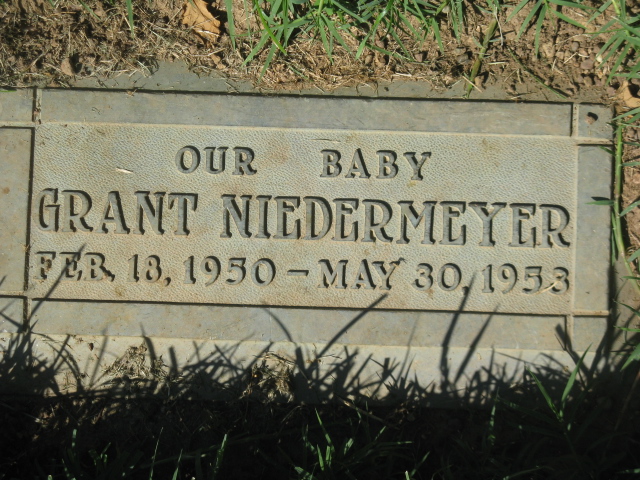 OUR BABY
GRANT NIEDERMEYER
FEB. 18, 1950 – MAY 30, 1953